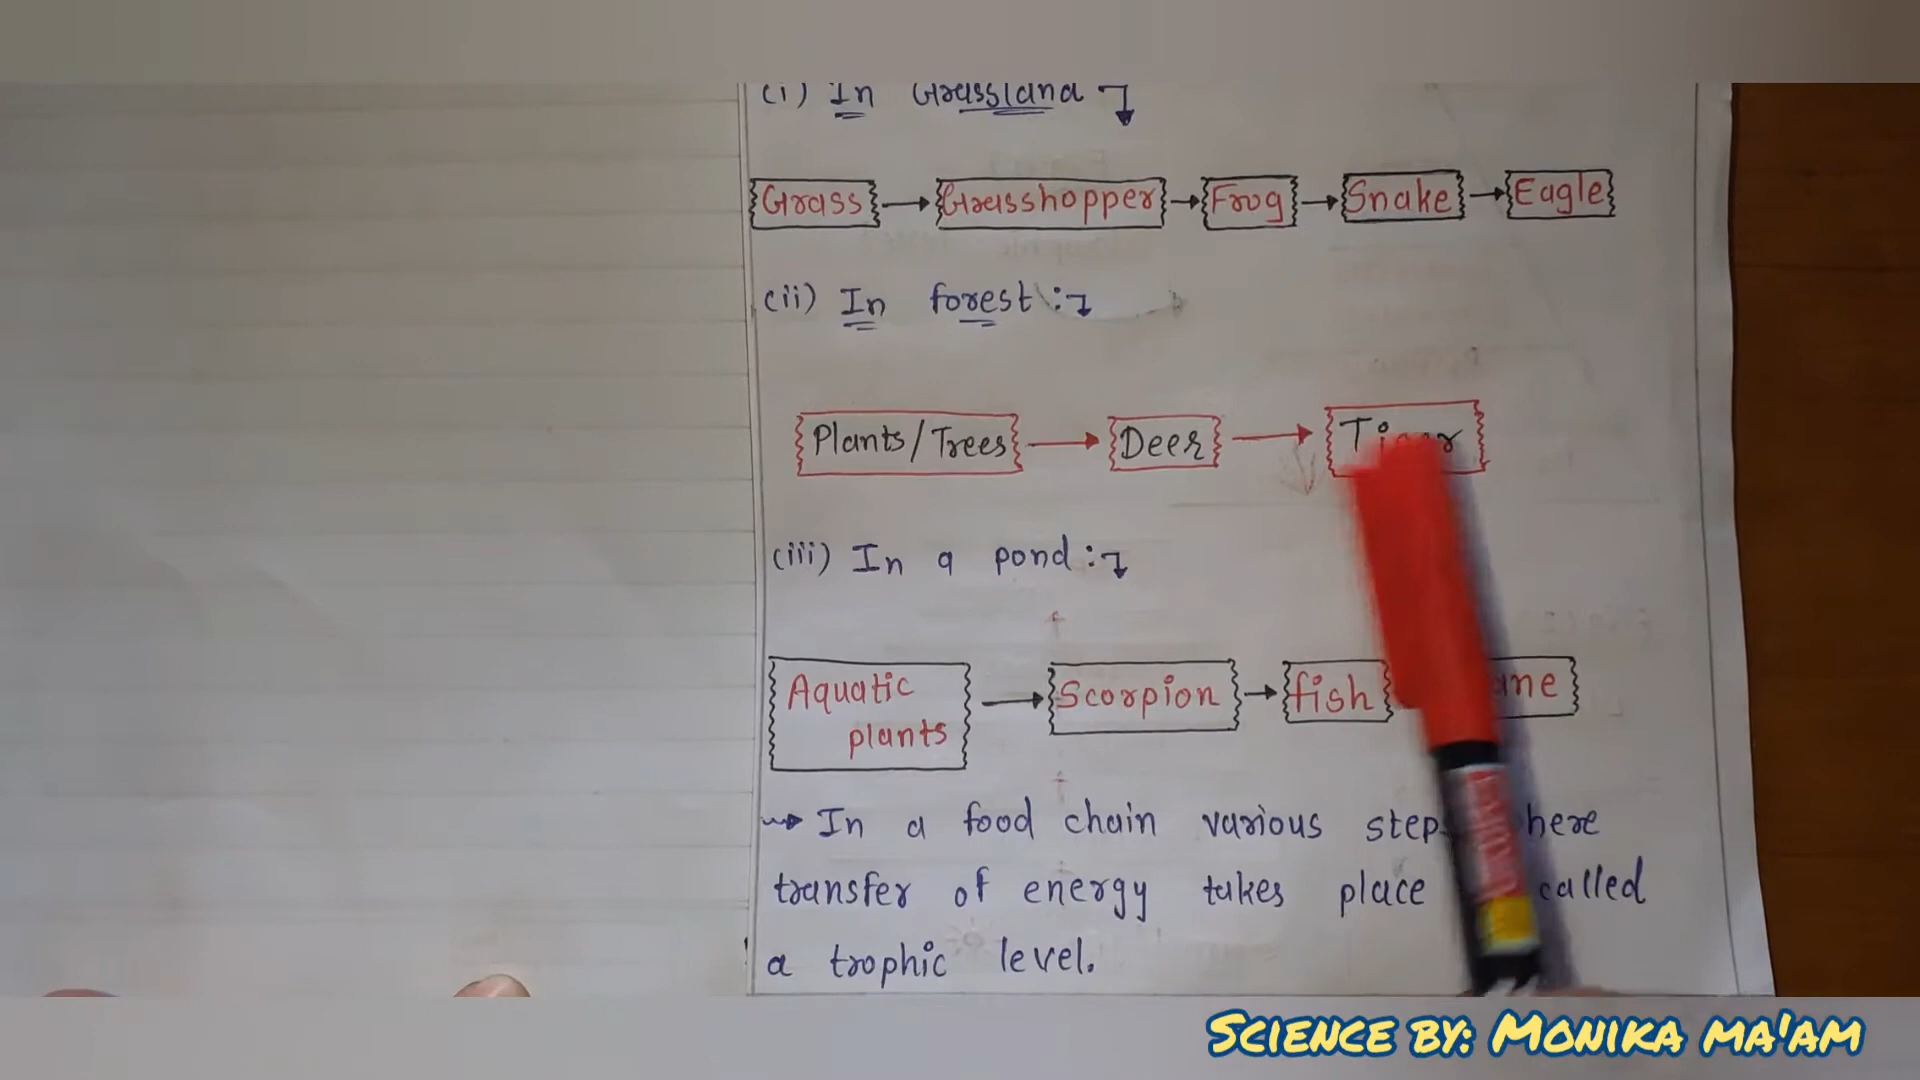 (i) In Grassland
Grass → Grasshopper → Frog → Snake → Eagle
(ii) In forest :
Plants/Trees → Deer → Tiger
(iii) In a pond :
Aquatic plants → Scorpion → fish
→ In a food chain various step here
transfer of energy takes place called
a trophic level.
SCIENCE BY: MONIKA MA'AM